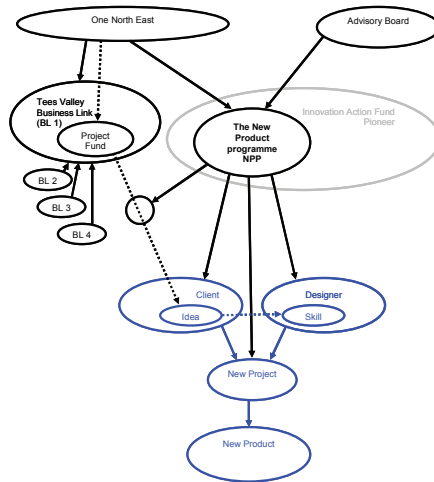 One North East
Advisory Board
Tees Valley
Business Link
(BL 1)
Project
Fund
Innovation Action Fund
Pioneer
The New
Product
programme
NPP
BL 2
BL 3
BL 4
Client
Idea
Designer
Skill
New Project
New Product